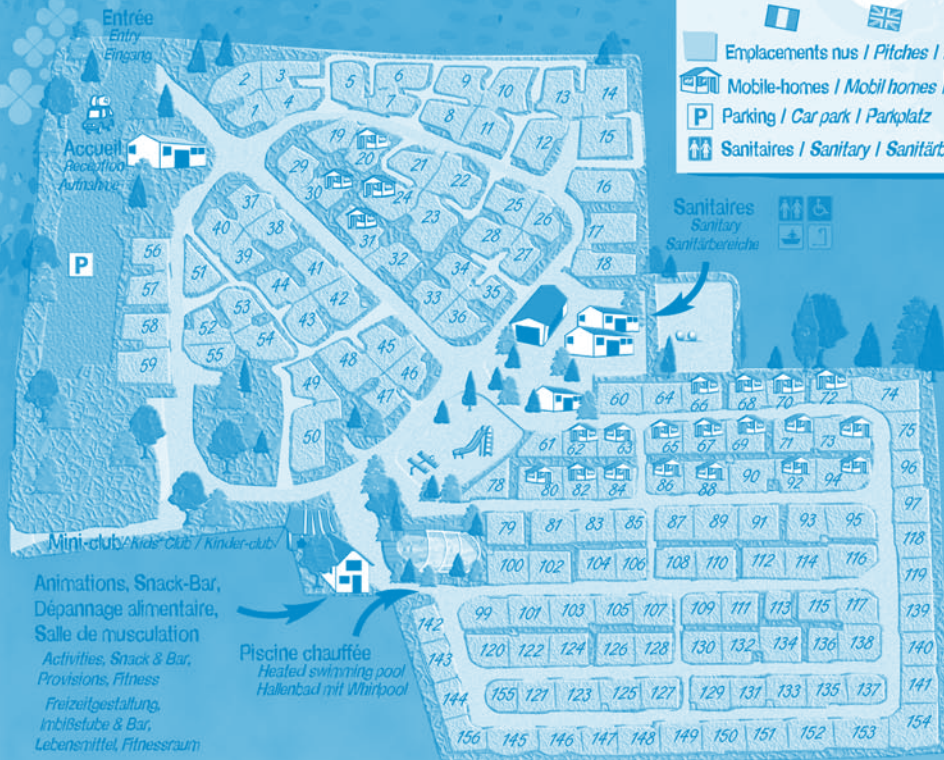 Entrée
Entry
Eingang
Emplacements nus / Pitches /
Mobile-homes / Mobil homes /
P Parking / Car park / Parkplatz
Sanitaires / Sanitary / Sanitärb
Accueil
Reception
Aufnahme
P
Sanitaires
Sanitary
Sanitärbereiche
2 3 5 6 9 10 13 14
1 4 7 8 11 12 15
19 20 21 22 16
29 30 24 23 25 26 17
31 32 28 27 18
34 35 33 36
37 40 38 39
56 51 41 44 42
57 53 43
58 52 54 55
59 48 45 46 47
49 50
60 64 66 68 70 72 74
61 62 63 65 67 69 71 73 75
78 80 82 84 86 88 90 92 94 96
97
79 81 83 85 87 89 91 93 95
118
100 102 104 106 108 110 112 114 116
119
99 101 103 105 107 109 111 113 115 117
139
142
120 122 124 126 128 130 132 134 136 138
140
143
155 121 123 125 127 129 131 133 135 137
141
144
154
156 145 146 147 148 149 150 151 152 153
Mini-club / Kids' Club / Kinder-club
Animations, Snack-Bar,
Dépannage alimentaire,
Salle de musculation
Activities, Snack & Bar,
Provisions, Fitness
Freizeitgestaltung,
Imbißstube & Bar,
Lebensmittel, Fitnessraum
Piscine chauffée
Heated swimming pool
Hallenbad mit Whirlpool